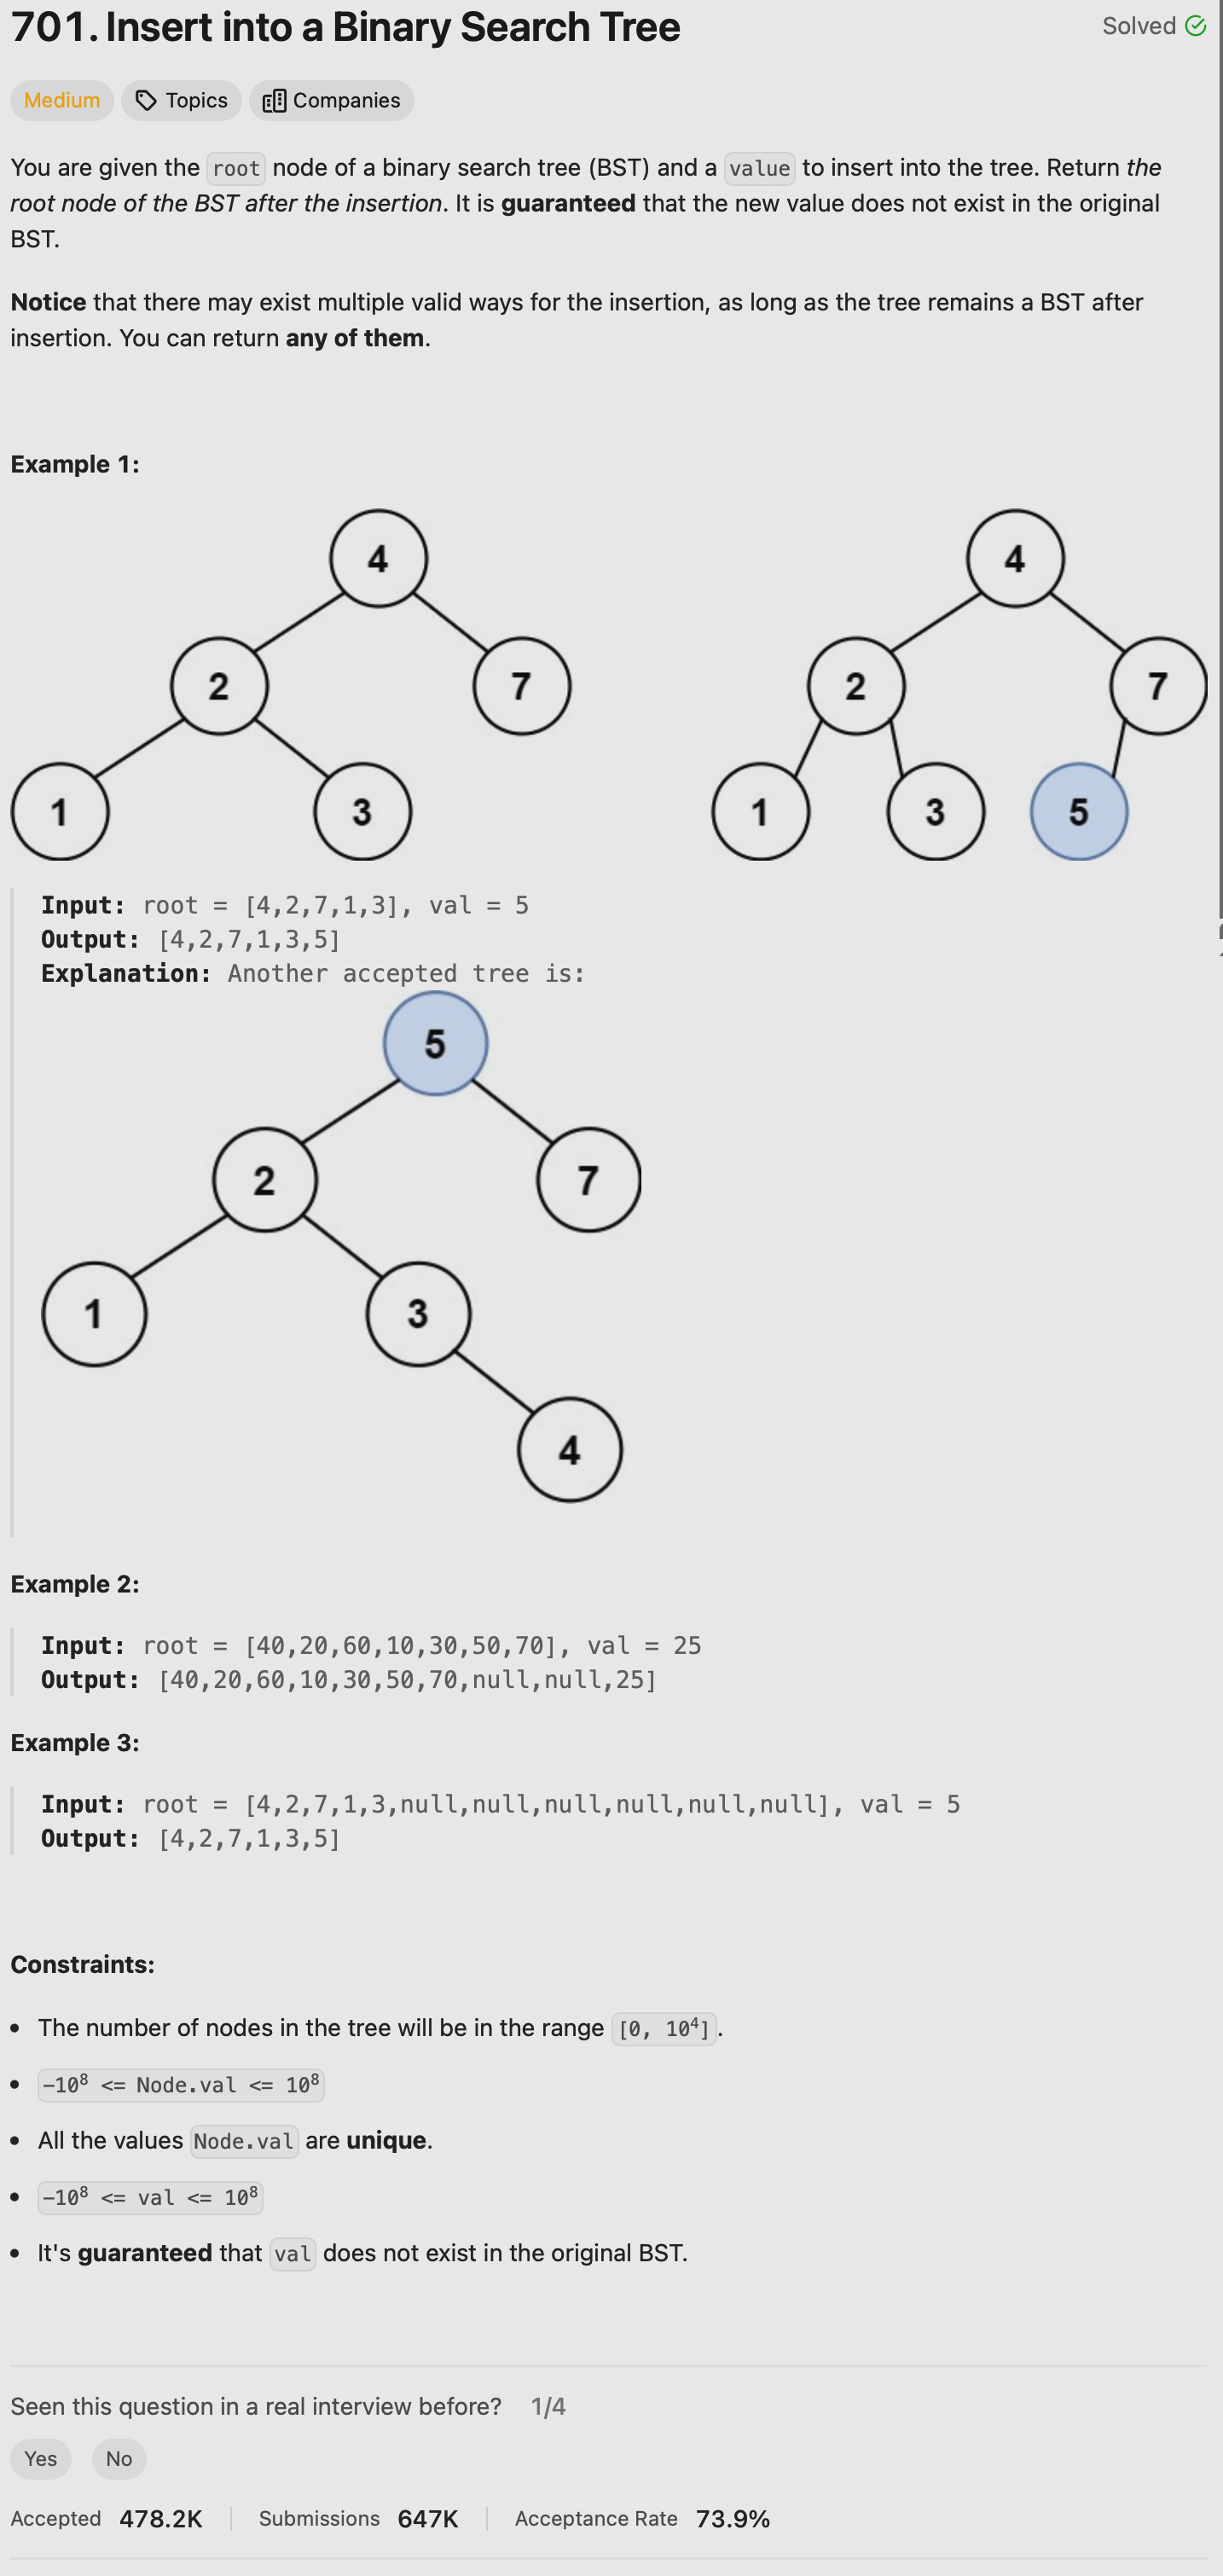 701. Insert into a Binary Search Tree
Solved
Medium Topics Companies
You are given the root node of a binary search tree (BST) and a value to insert into the tree. Return the
root node of the BST after the insertion. It is guaranteed that the new value does not exist in the original
BST.
Notice that there may exist multiple valid ways for the insertion, as long as the tree remains a BST after
insertion. You can return any of them.
Example 1:
4 4
2 7 2 7
1 3 1 3 5
Input: root = [4,2,7,1,3], val = 5
Output: [4,2,7,1,3,5]
Explanation: Another accepted tree is:
5
2 7
1 3
4
Example 2:
Input: root = [40,20,60,10,30,50,70], val = 25
Output: [40,20,60,10,30,50,70,null,null,25]
Example 3:
Input: root = [4,2,7,1,3,null,null,null,null,null,null], val = 5
Output: [4,2,7,1,3,5]
Constraints:
• The number of nodes in the tree will be in the range [0, 10⁴].
• -10⁸ <= Node.val <= 10⁸
• All the values Node.val are unique.
• -10⁸ <= val <= 10⁸
• It's guaranteed that val does not exist in the original BST.
Seen this question in a real interview before? 1/4
Yes No
Accepted 478.2K Submissions 647K Acceptance Rate 73.9%